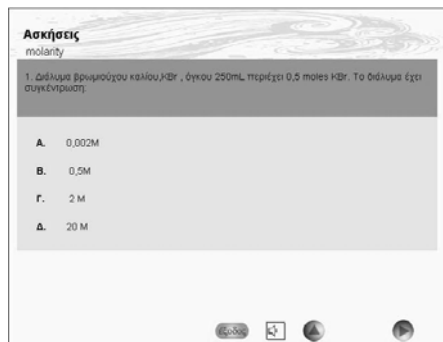 Ασκήσεις
molarity
1. Διάλυμα βρωμιούχου καλίου,KBr , όγκου 250mL, περιέχει 0,5 moles KBr. Το διάλυμα έχει
συγκέντρωση:
Α. 0,002M
Β. 0,5M
Γ. 2 M
Δ. 20 M
έξοδος